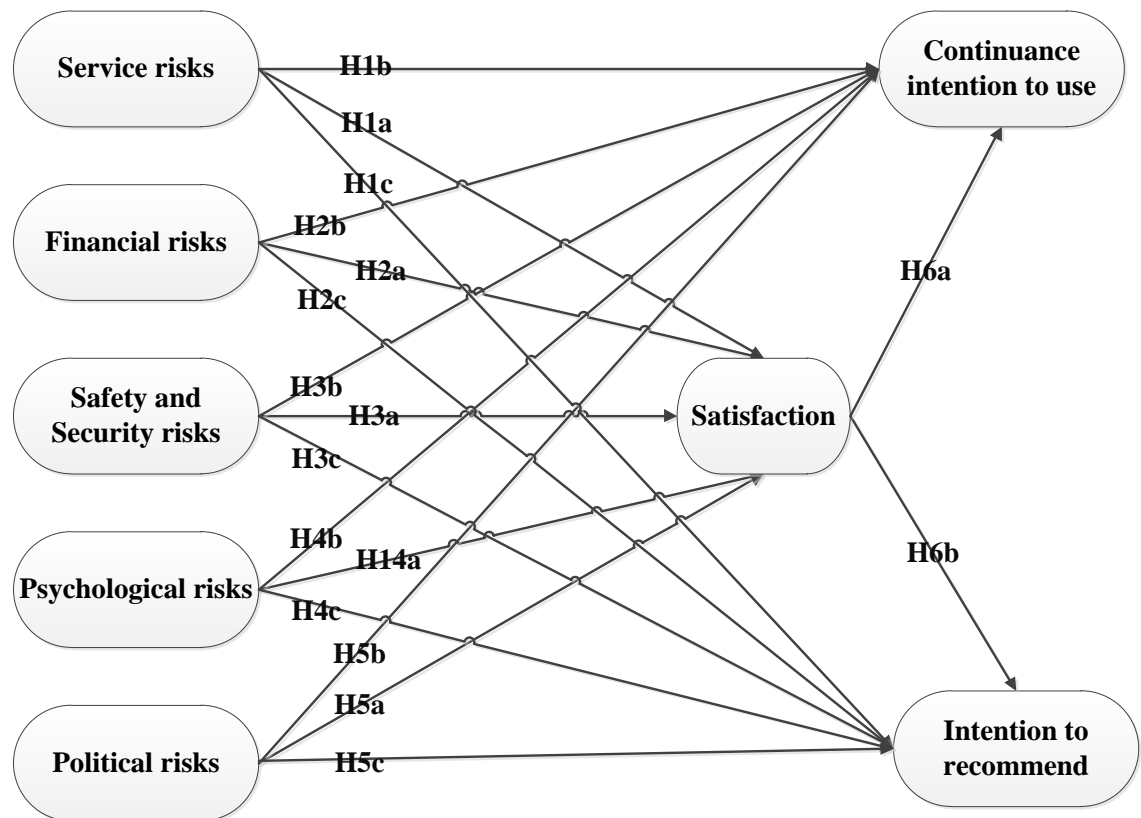 Service risks
Continuance
intention to use
H1b
H1a
H1c
Financial risks
H2b
H2a
H2c
H6a
Safety and
Security risks
H3b
H3a
H3c
Satisfaction
Psychological risks
H4b
H14a
H4c
H6b
Political risks
H5b
H5a
H5c
Intention to
recommend